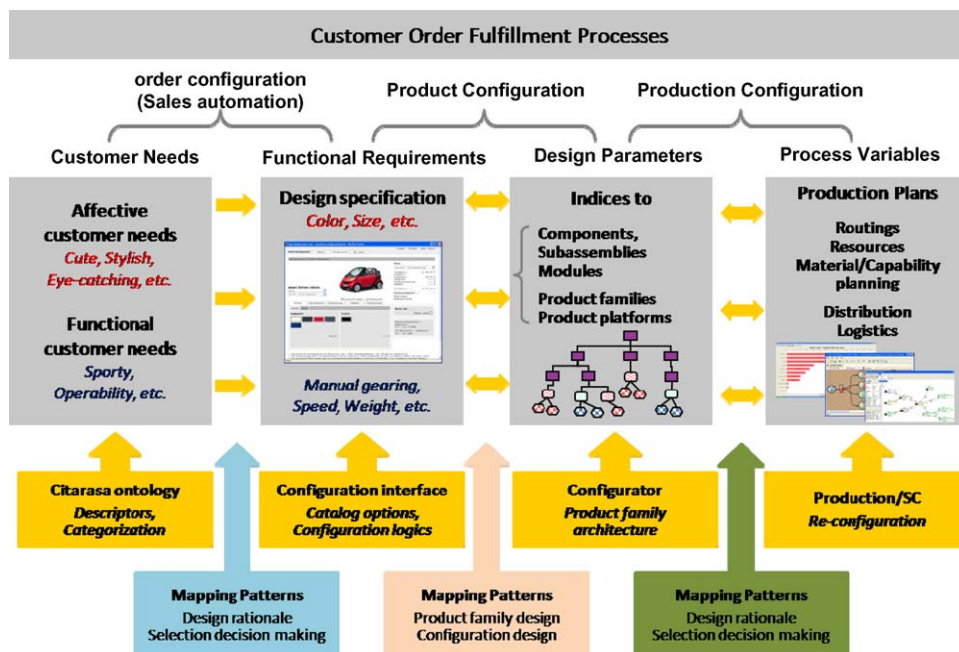 Customer Order Fulfillment Processes
order configuration
(Sales automation)
Product Configuration
Production Configuration
Customer Needs
Functional Requirements
Design Parameters
Process Variables
Affective
customer needs
Cute, Stylish,
Eye-catching, etc.
Functional
customer needs
Sporty,
Operability, etc.
Design specification
Color, Size, etc.
Manual gearing,
Speed, Weight, etc.
Indices to
Components,
Subassemblies
Modules
Product families
Product platforms
Production Plans
Routings
Resources
Material/Capability
planning
Distribution
Logistics
Citarasa ontology
Descriptors,
Categorization
Configuration interface
Catalog options,
Configuration logics
Configurator
Product family
architecture
Production/SC
Re-configuration
Mapping Patterns
Design rationale
Selection decision making
Mapping Patterns
Product family design
Configuration design
Mapping Patterns
Design rationale
Selection decision making